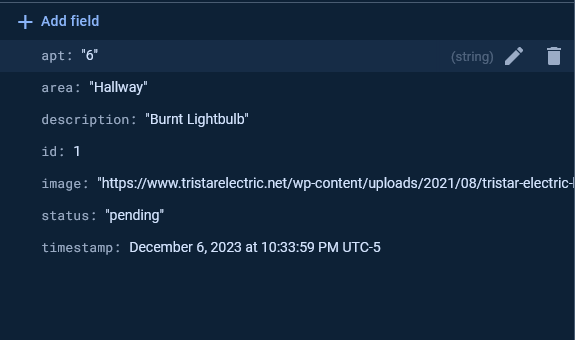 + Add field
apt: "6" (string)
area: "Hallway"
description: "Burnt Lightbulb"
id: 1
image: "https://www.tristarelectric.net/wp-content/uploads/2021/08/tristar-electric-
status: "pending"
timestamp: December 6, 2023 at 10:33:59 PM UTC-5